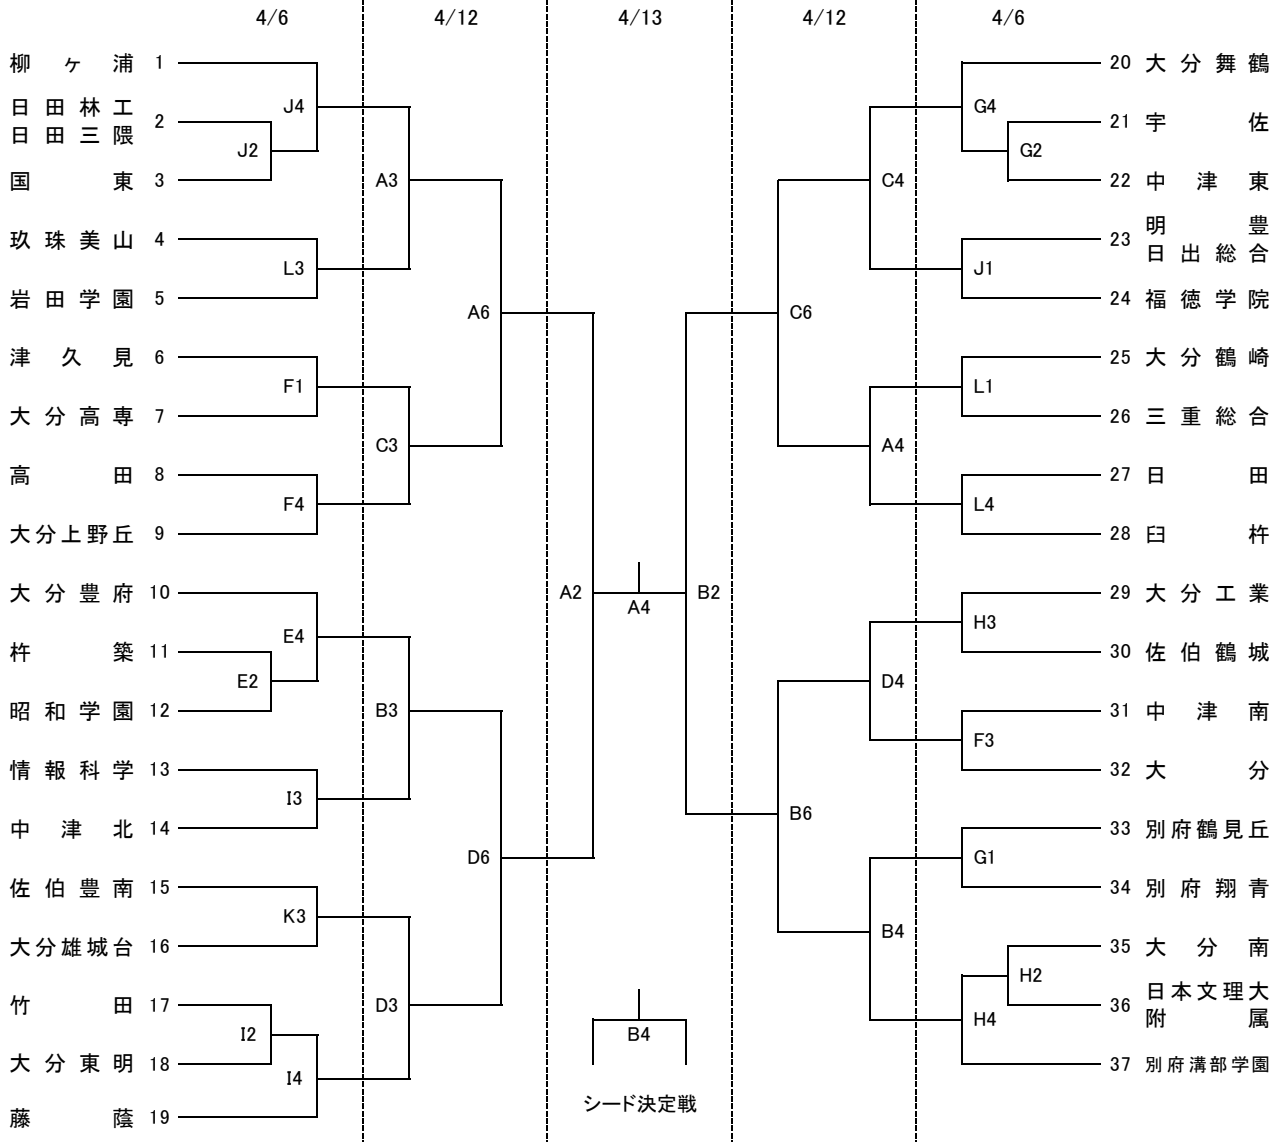 4/6 4/12 4/13 4/12 4/6
柳ヶ浦 1
日田林工
日田三隈 2
国東 3
玖珠美山 4
岩田学園 5
津久見 6
大分高専 7
高田 8
大分上野丘 9
大分豊府 10
杵築 11
昭和学園 12
情報科学 13
中津北 14
佐伯豊南 15
大分雄城台 16
竹田 17
大分東明 18
藤蔭 19
J4
J2
L3
F1
F4
E4
E2
I3
K3
I2
I4
A3
C3
B3
D3
A6
D6
A2
A4
B2
B4
シード決定戦
C6
B6
C4
A4
D4
B4
G4
G2
J1
L1
L4
H3
F3
G1
H2
H4
20 大分舞鶴
21 宇佐
22 中津東
23 明豊
日出総合
24 福徳学院
25 大分鶴崎
26 三重総合
27 日田
28 臼杵
29 大分工業
30 佐伯鶴城
31 中津南
32 大分
33 別府鶴見丘
34 別府翔青
35 大分南
36 日本文理大
附属
37 別府溝部学園